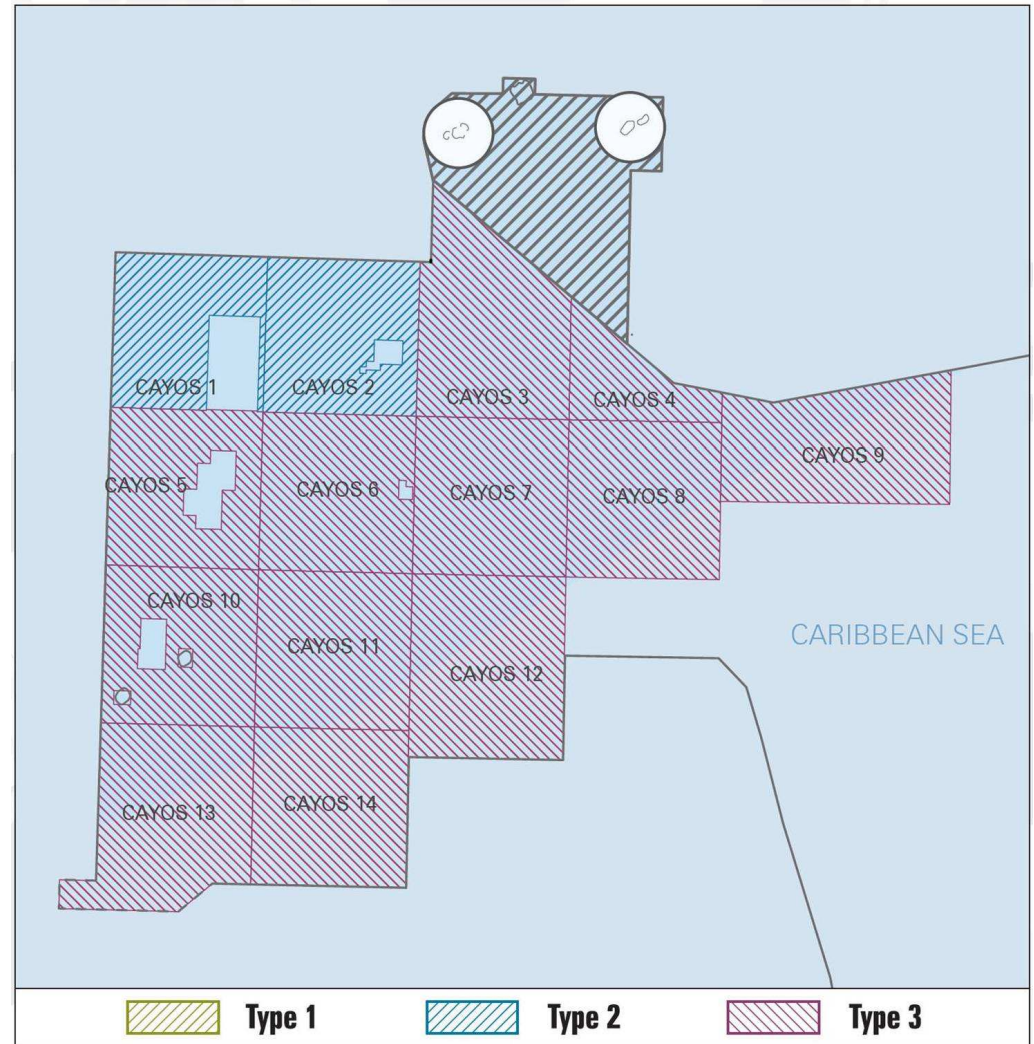 CAYOS 1
CAYOS 2
CAYOS 3
CAYOS 4
CAYOS 5
CAYOS 6
CAYOS 7
CAYOS 8
CAYOS 9
CAYOS 10
CAYOS 11
CAYOS 12
CARIBBEAN SEA
CAYOS 13
CAYOS 14
Type 1
Type 2
Type 3